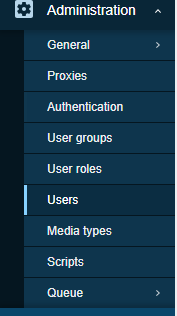 Administration
General
Proxies
Authentication
User groups
User roles
Users
Media types
Scripts
Queue